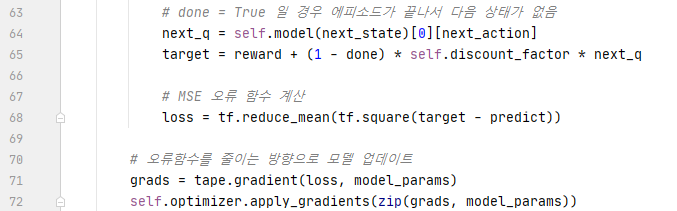 63 # done = True 일 경우 에피소드가 끝나서 다음 상태가 없음
64 next_q = self.model(next_state)[0][next_action]
65 target = reward + (1 - done) * self.discount_factor * next_q
66
67 # MSE 오류 함수 계산
68 loss = tf.reduce_mean(tf.square(target - predict))
69
70 # 오류함수를 줄이는 방향으로 모델 업데이트
71 grads = tape.gradient(loss, model_params)
72 self.optimizer.apply_gradients(zip(grads, model_params))